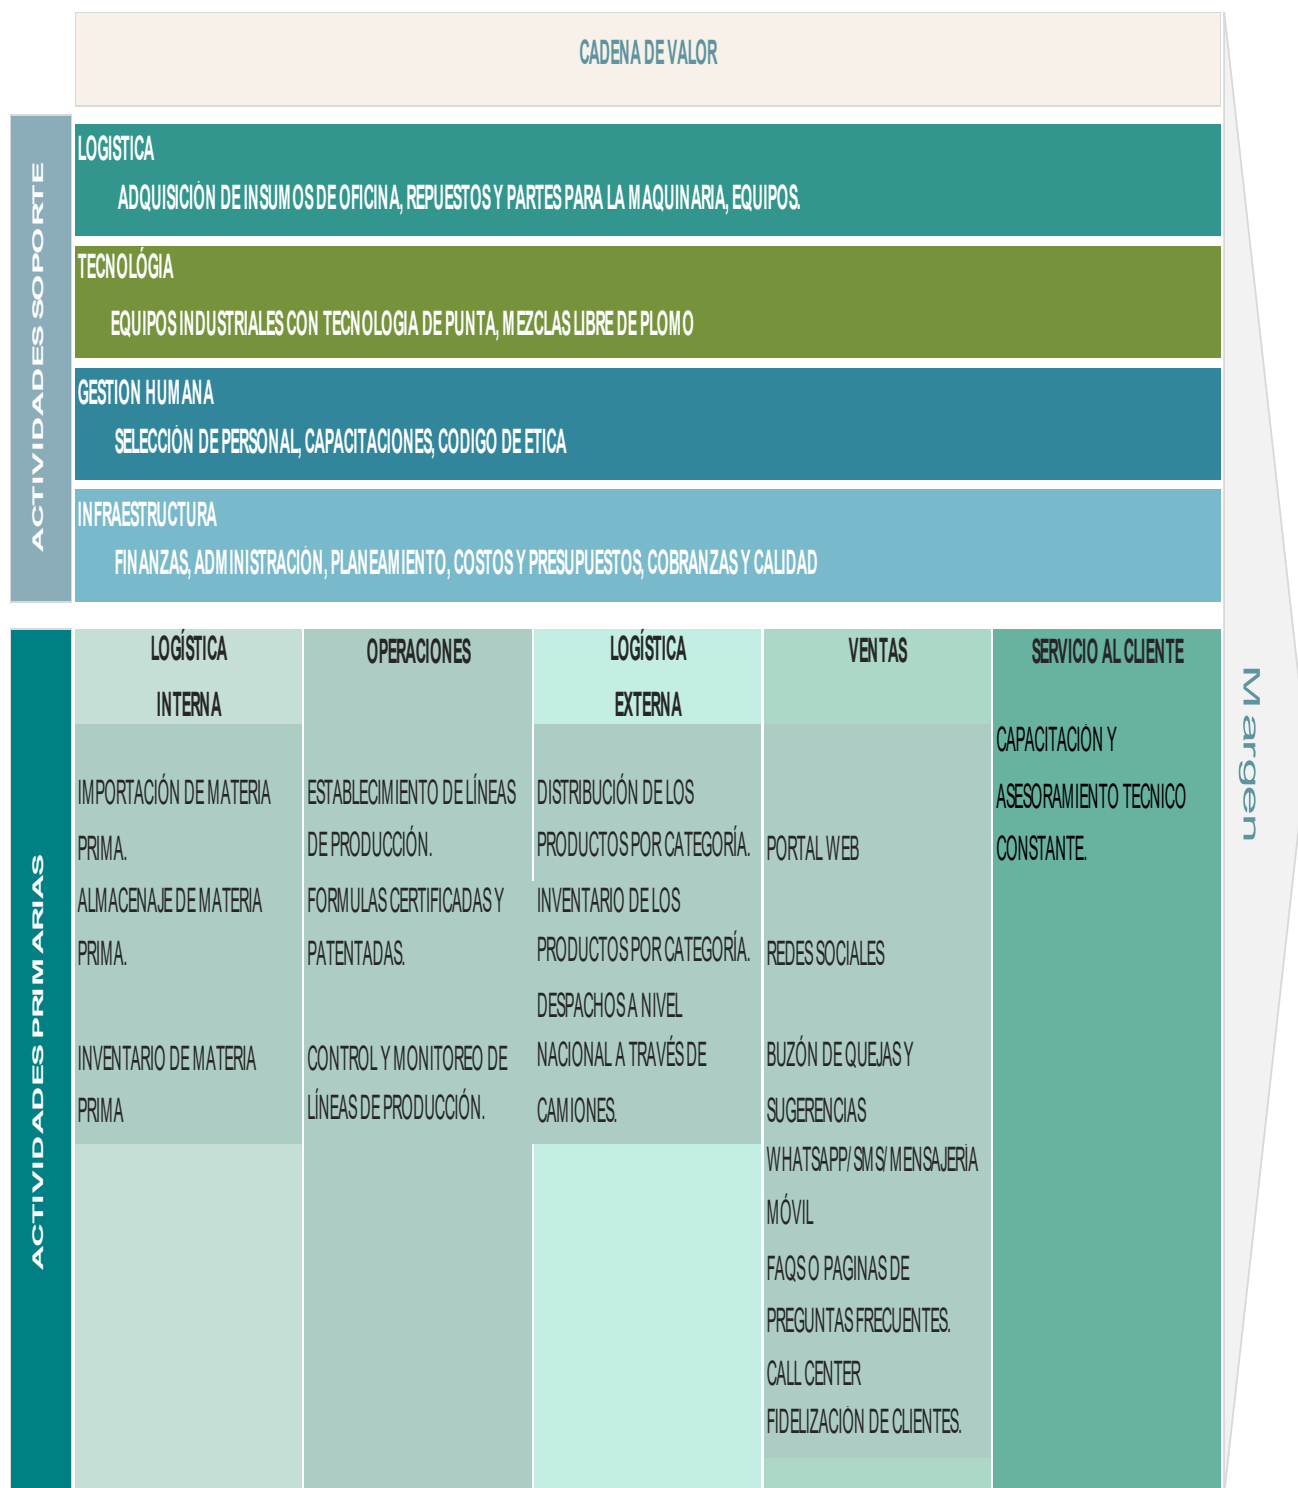 CADENA DE VALOR
ACTIVIDADES SOPORTE
LOGISTICA
ADQUISICIÓN DE INSUMOS DE OFICINA, REPUESTOS Y PARTES PARA LA MAQUINARIA, EQUIPOS.
TECNOLÓGIA
EQUIPOS INDUSTRIALES CON TECNOLOGIA DE PUNTA, MEZCLAS LIBRE DE PLOMO
GESTION HUMANA
SELECCIÓN DE PERSONAL, CAPACITACIONES, CODIGO DE ETICA
INFRAESTRUCTURA
FINANZAS, ADMINISTRACIÓN, PLANEAMIENTO, COSTOS Y PRESUPUESTOS, COBRANZAS Y CALIDAD
ACTIVIDADES PRIMARIAS
LOGÍSTICA
INTERNA
IMPORTACIÓN DE MATERIA
PRIMA.
ALMACENAJE DE MATERIA
PRIMA.
INVENTARIO DE MATERIA
PRIMA
OPERACIONES
ESTABLECIMIENTO DE LÍNEAS
DE PRODUCCIÓN.
FORMULAS CERTIFICADAS Y
PATENTADAS.
CONTROL Y MONITOREO DE
LÍNEAS DE PRODUCCIÓN.
LOGÍSTICA
EXTERNA
DISTRIBUCIÓN DE LOS
PRODUCTOS POR CATEGORÍA.
INVENTARIO DE LOS
PRODUCTOS POR CATEGORÍA.
DESPACHOS A NIVEL
NACIONAL A TRAVÉS DE
CAMIONES.
VENTAS
PORTAL WEB
REDES SOCIALES
BUZÓN DE QUEJAS Y
SUGERENCIAS
WHATSAPP/SMS/MENSAJERÍA
MÓVIL
FAQS O PAGINAS DE
PREGUNTAS FRECUENTES.
CALL CENTER
FIDELIZACIÓN DE CLIENTES.
SERVICIO AL CLIENTE
CAPACITACIÓN Y
ASESORAMIENTO TECNICO
CONSTANTE.
Margen